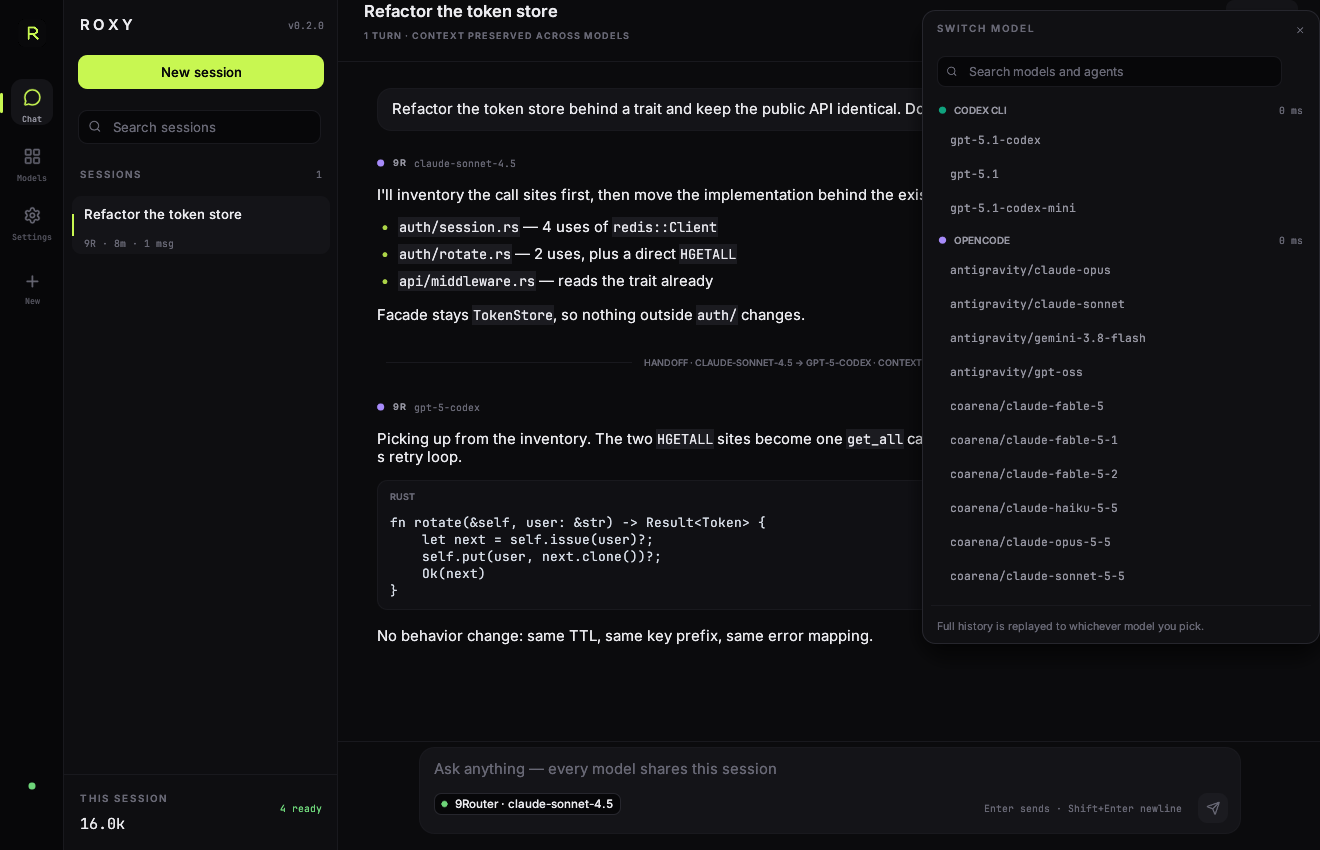 R
Chat
Models
Settings
New
ROXY
v0.2.0
New session
Search sessions
SESSIONS
1
Refactor the token store
9R · 8m · 1 msg
THIS SESSION
16.0k
4 ready
Refactor the token store
1 TURN · CONTEXT PRESERVED ACROSS MODELS
Refactor the token store behind a trait and keep the public API identical. Do
9R claude-sonnet-4.5
I'll inventory the call sites first, then move the implementation behind the exis
• auth/session.rs — 4 uses of redis::Client
• auth/rotate.rs — 2 uses, plus a direct HGETALL
• api/middleware.rs — reads the trait already
Facade stays TokenStore, so nothing outside auth/ changes.
HANDOFF · CLAUDE-SONNET-4.5 → GPT-5-CODEX · CONTEXT
9R gpt-5-codex
Picking up from the inventory. The two HGETALL sites become one get_all ca
s retry loop.
RUST
fn rotate(&self, user: &str) -> Result<Token> {
    let next = self.issue(user)?;
    self.put(user, next.clone())?;
    Ok(next)
}
No behavior change: same TTL, same key prefix, same error mapping.
Ask anything — every model shares this session
9Router · claude-sonnet-4.5
Enter sends · Shift+Enter newline
SWITCH MODEL
×
Search models and agents
CODEX CLI
0 ms
gpt-5.1-codex
gpt-5.1
gpt-5.1-codex-mini
OPENCODE
0 ms
antigravity/claude-opus
antigravity/claude-sonnet
antigravity/gemini-3.8-flash
antigravity/gpt-oss
coarena/claude-fable-5
coarena/claude-fable-5-1
coarena/claude-fable-5-2
coarena/claude-haiku-5-5
coarena/claude-opus-5-5
coarena/claude-sonnet-5-5
Full history is replayed to whichever model you pick.